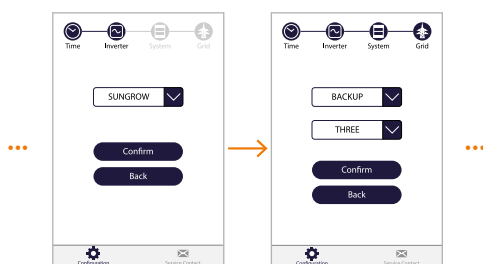 Time Inverter System Grid
SUNGROW
Confirm
Back
Configuration Service Contact
Time Inverter System Grid
BACKUP
THREE
Confirm
Back
Configuration Service Contact